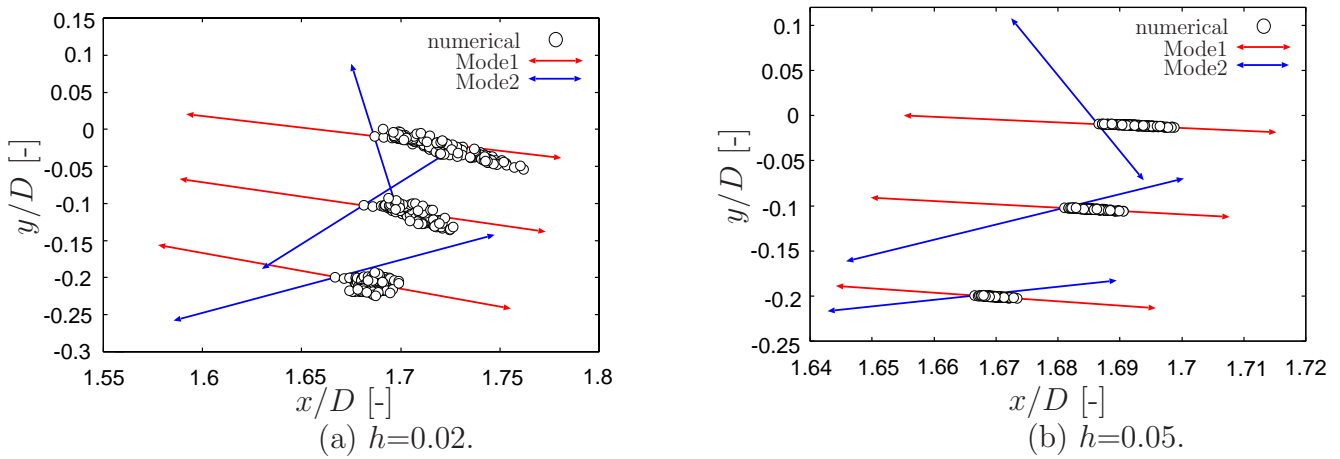 0.15
0.1
0.05
0
-0.05
-0.1
-0.15
-0.2
-0.25
-0.3
y/D [-]
numerical
Mode1
Mode2
1.55 1.6 1.65 1.7 1.75 1.8
x/D [-]
(a) h=0.02.
0.1
0.05
0
-0.05
-0.1
-0.15
-0.2
-0.25
y/D [-]
numerical
Mode1
Mode2
1.64 1.65 1.66 1.67 1.68 1.69 1.7 1.71 1.72
x/D [-]
(b) h=0.05.